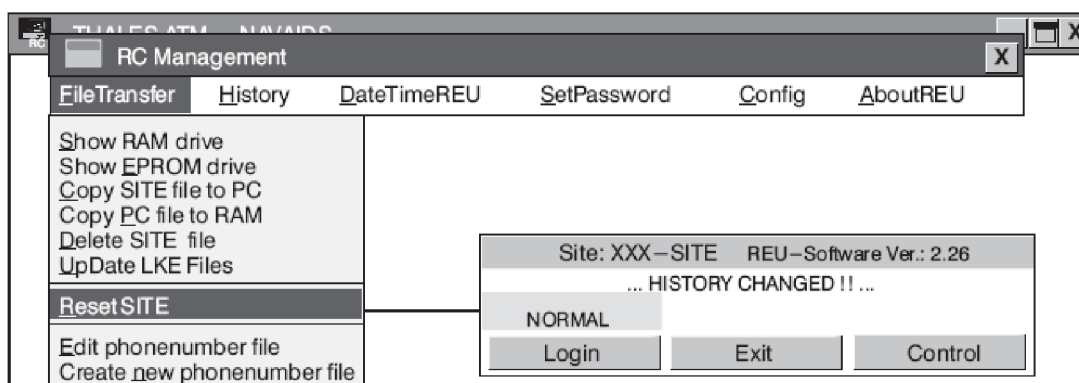 RC
THALES ATM NAVAIDS
X
RC Management
X
FileTransfer History DateTimeREU SetPassword Config AboutREU
Show RAM drive
Show EPROM drive
Copy SITE file to PC
Copy PC file to RAM
Delete SITE file
UpDate LKE Files
Reset SITE
Edit phonenumber file
Create new phonenumber file
Site: XXX–SITE REU–Software Ver.: 2.26
... HISTORY CHANGED !! ...
NORMAL
Login Exit Control